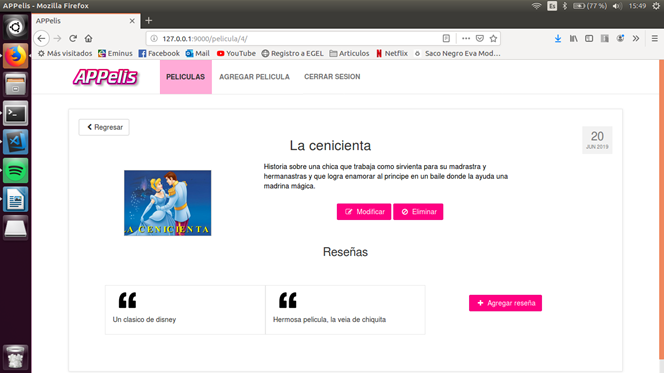 APPelis - Mozilla Firefox
Es
(77 %)
15:49
APPelis
127.0.0.1:9000/pelicula/4/
Más visitados
Eminus
Facebook
Mail
YouTube
Registro a EGEL
Articulos
Netflix
Saco Negro Eva Mod…
APPelis
PELICULAS
AGREGAR PELICULA
CERRAR SESION
Regresar
20
JUN 2019
La cenicienta
Historia sobre una chica que trabaja como sirvienta para su madrastra y
hermanastras y que logra enamorar al principe en un baile donde la ayuda una
madrina mágica.
A CENICIENTA
Modificar
Eliminar
Reseñas
Un clasico de disney
Hermosa pelicula, la veia de chiquita
Agregar reseña